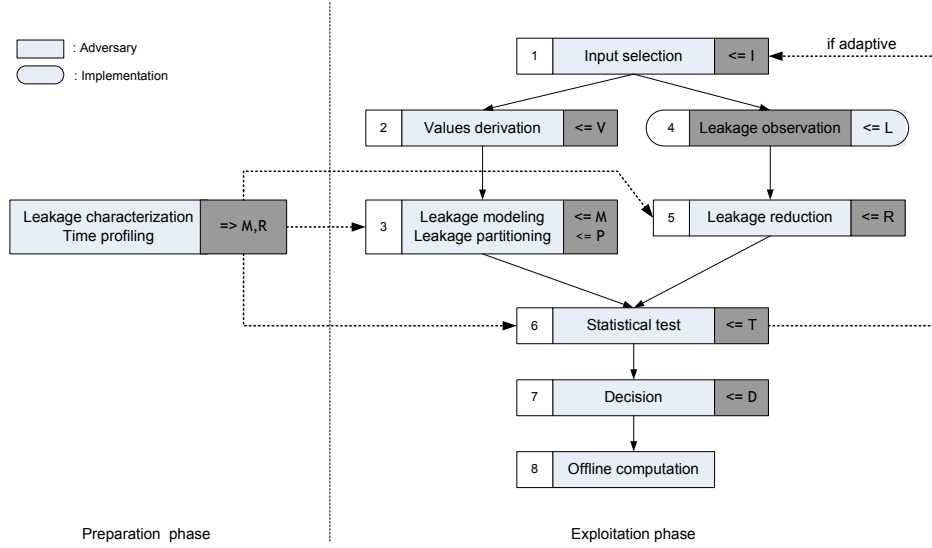 : Adversary
: Implementation
1 Input selection <= I
if adaptive
2 Values derivation <= V
4 Leakage observation <= L
Leakage characterization
Time profiling
=> M,R
3 Leakage modeling <= M
Leakage partitioning <= P
5 Leakage reduction <= R
6 Statistical test <= T
7 Decision <= D
8 Offline computation
Preparation phase
Exploitation phase